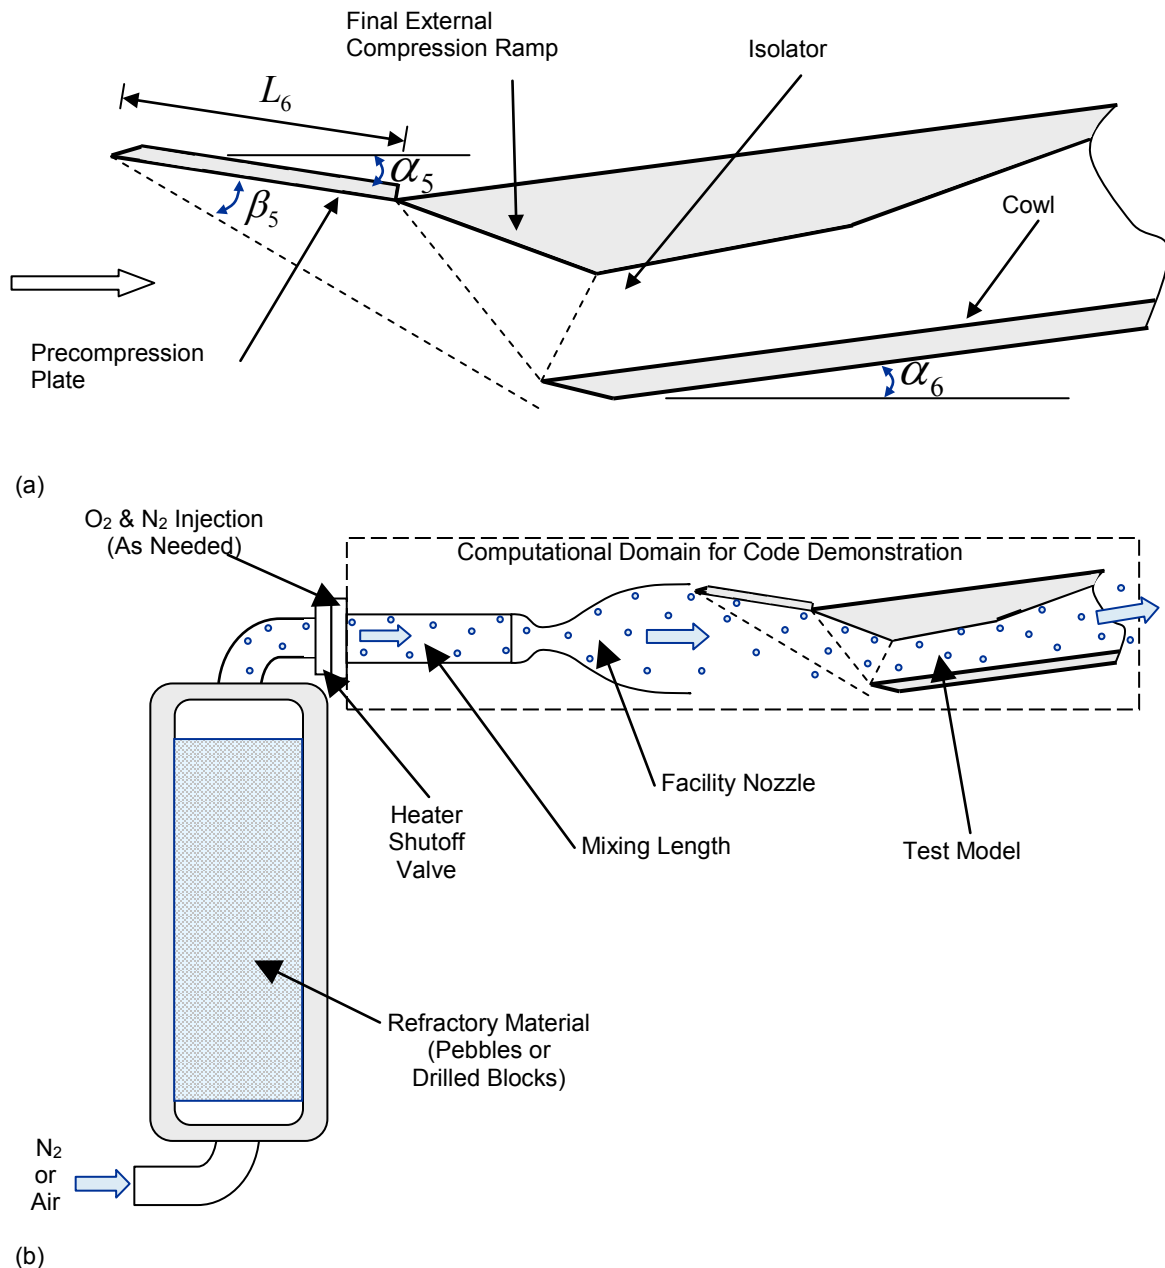 Final External
Compression Ramp
Isolator
L6
α5
β5
Cowl
Precompression
Plate
α6
(a)
O2 & N2 Injection
(As Needed)
Computational Domain for Code Demonstration
Facility Nozzle
Heater
Shutoff
Valve
Mixing Length
Test Model
Refractory Material
(Pebbles or
Drilled Blocks)
N2
or
Air
(b)